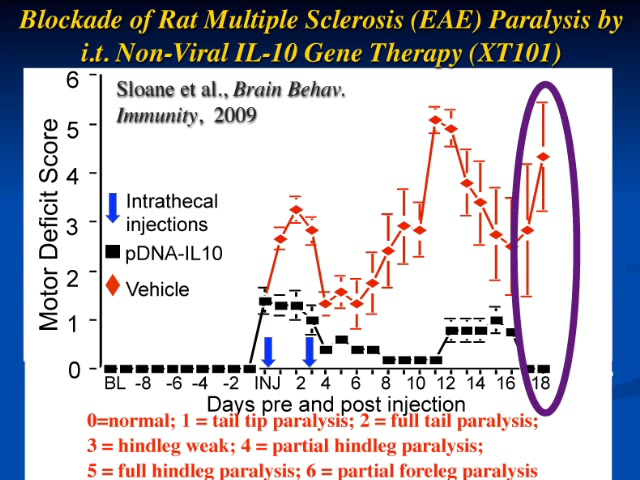 Blockade of Rat Multiple Sclerosis (EAE) Paralysis by
i.t. Non-Viral IL-10 Gene Therapy (XT101)
Sloane et al., Brain Behav.
Immunity, 2009
Motor Deficit Score
6
5
4
3
2
1
0
Intrathecal
injections
pDNA-IL10
Vehicle
BL -8 -6 -4 -2 INJ 2 4 6 8 10 12 14 16 18
Days pre and post injection
0=normal; 1 = tail tip paralysis; 2 = full tail paralysis;
3 = hindleg weak; 4 = partial hindleg paralysis;
5 = full hindleg paralysis; 6 = partial foreleg paralysis